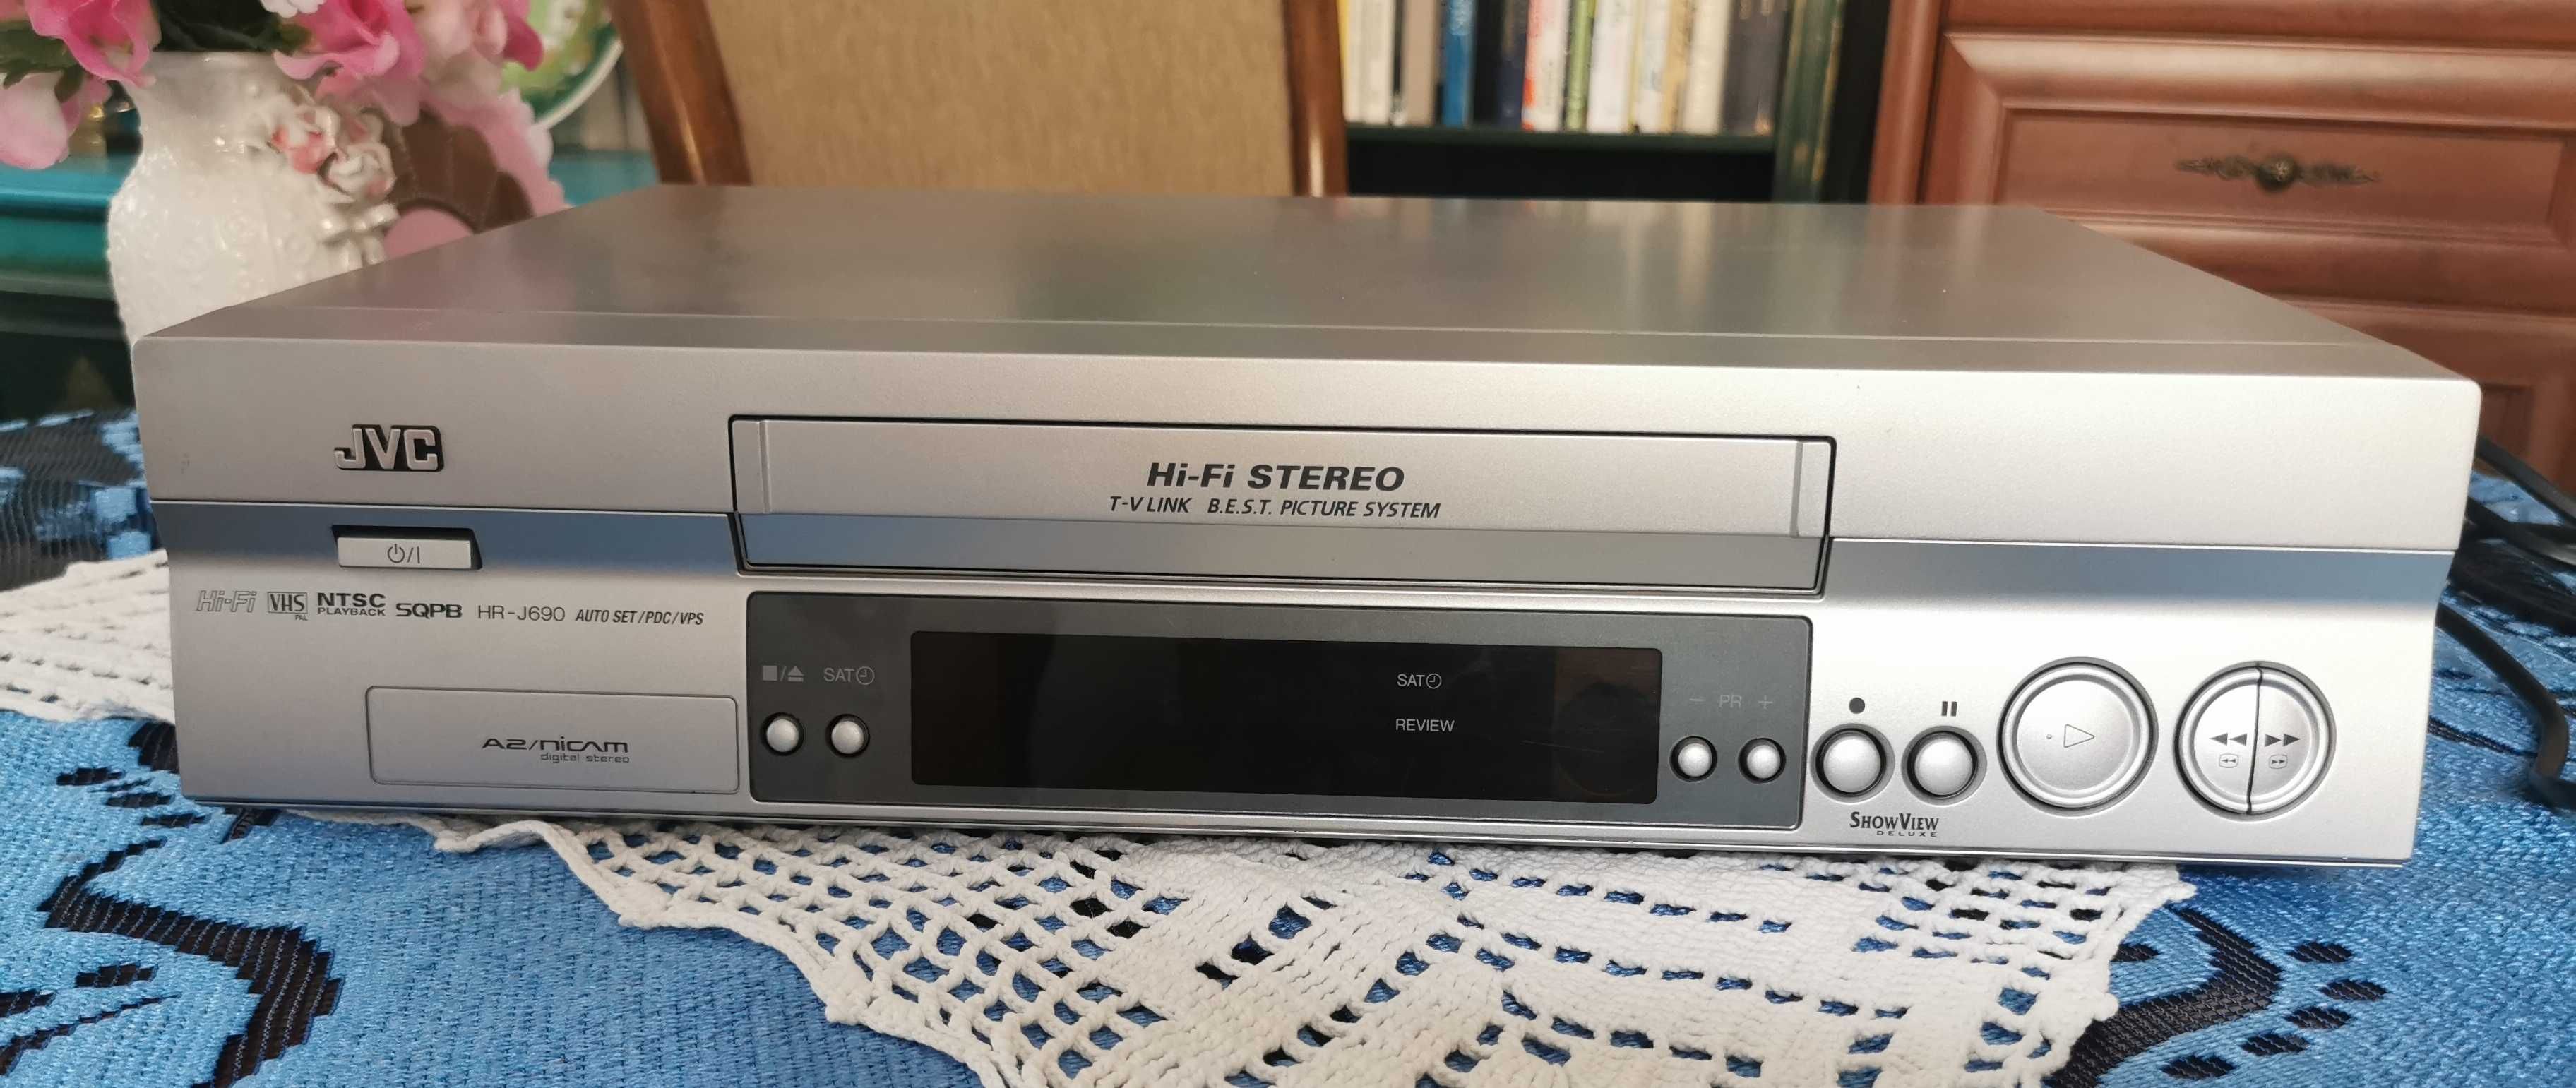 JVC
Hi-Fi STEREO
T-V LINK B.E.S.T. PICTURE SYSTEM
⏻/I
Hi-Fi VHS PAL NTSC PLAYBACK SQPB HR-J690 AUTO SET/PDC/VPS
■/⏏ SAT
SAT
REVIEW
− PR +
A2/nicam
digital stereo
SHOWVIEW
DELUXE